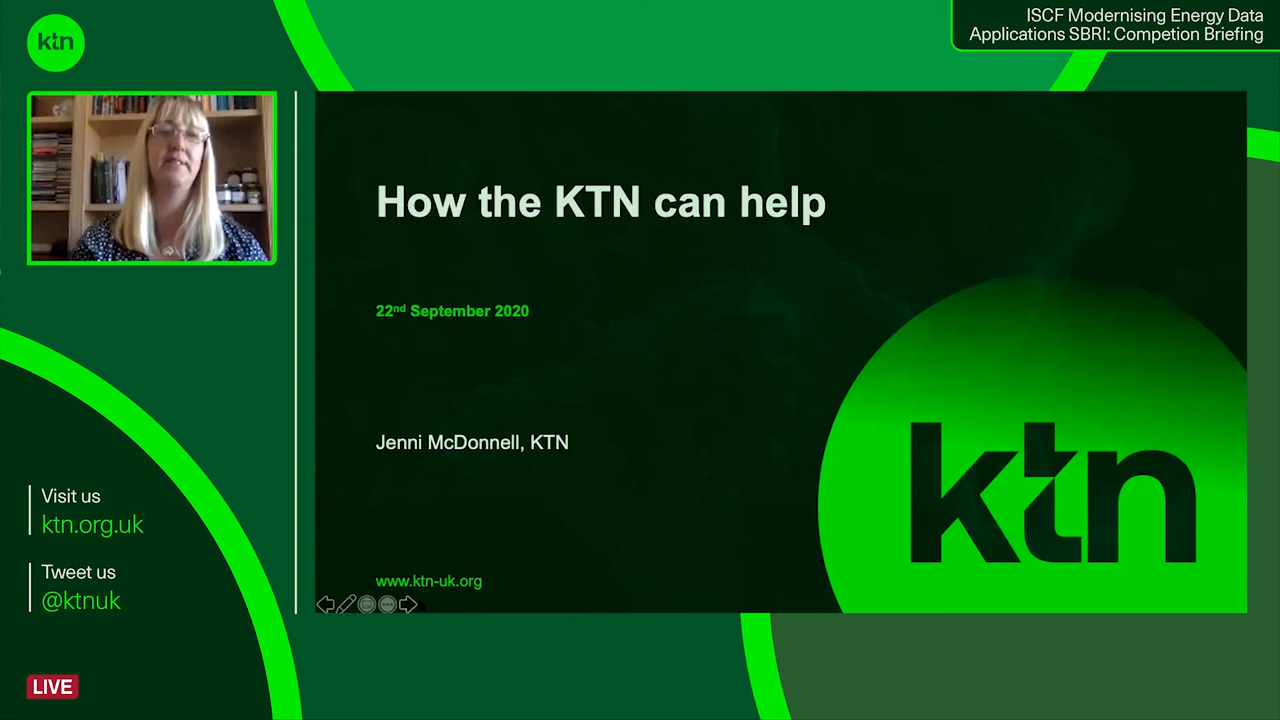 ktn
ISCF Modernising Energy Data
Applications SBRI: Competion Briefing
How the KTN can help
22nd September 2020
Jenni McDonnell, KTN
ktn
www.ktn-uk.org
Visit us
ktn.org.uk
Tweet us
@ktnuk
LIVE